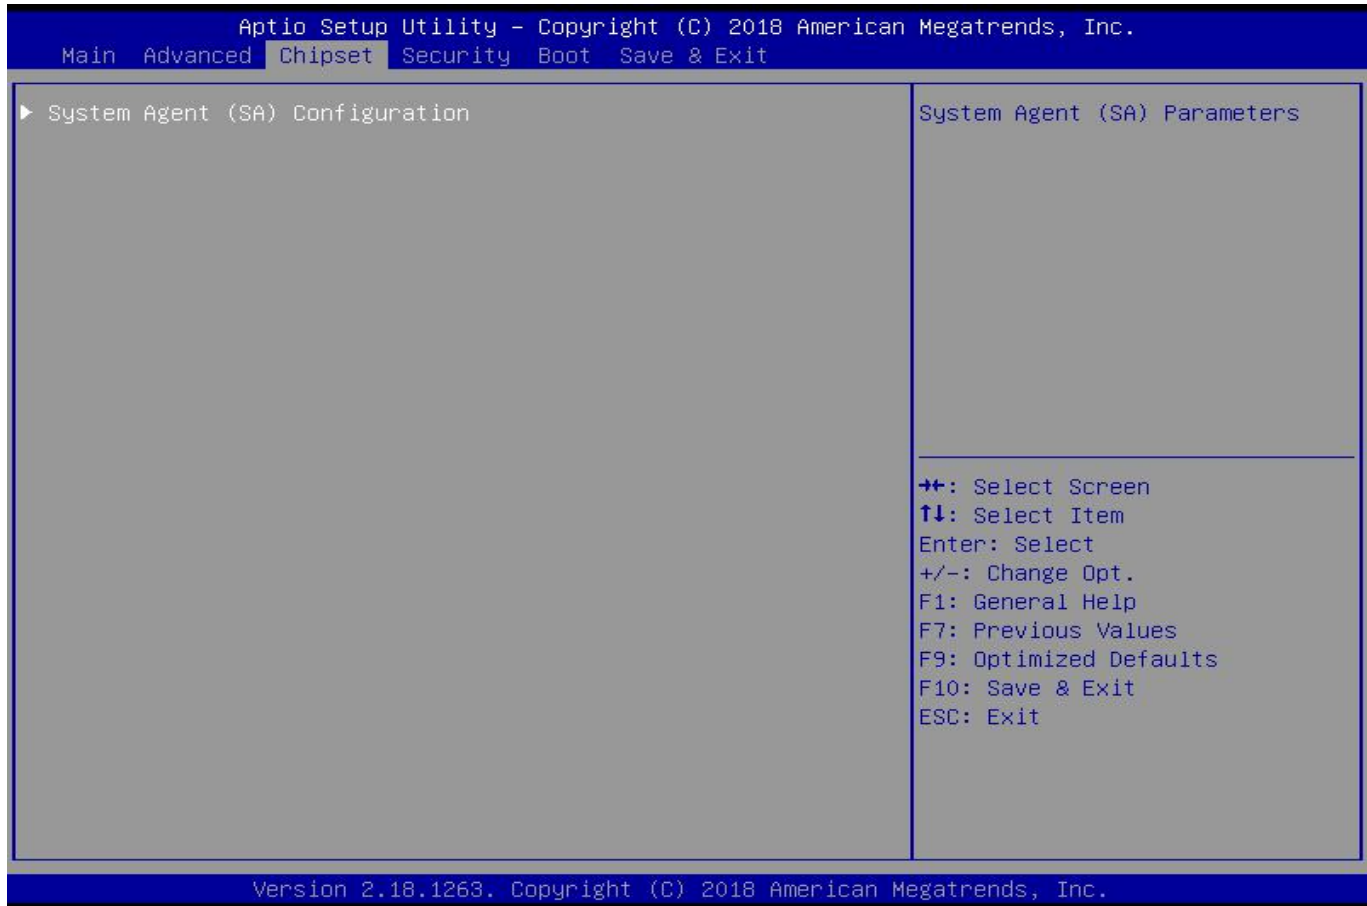 Aptio Setup Utility – Copyright (C) 2018 American Megatrends, Inc.
Main Advanced Chipset Security Boot Save & Exit
► System Agent (SA) Configuration
System Agent (SA) Parameters
→←: Select Screen
↑↓: Select Item
Enter: Select
+/-: Change Opt.
F1: General Help
F7: Previous Values
F9: Optimized Defaults
F10: Save & Exit
ESC: Exit
Version 2.18.1263. Copyright (C) 2018 American Megatrends, Inc.